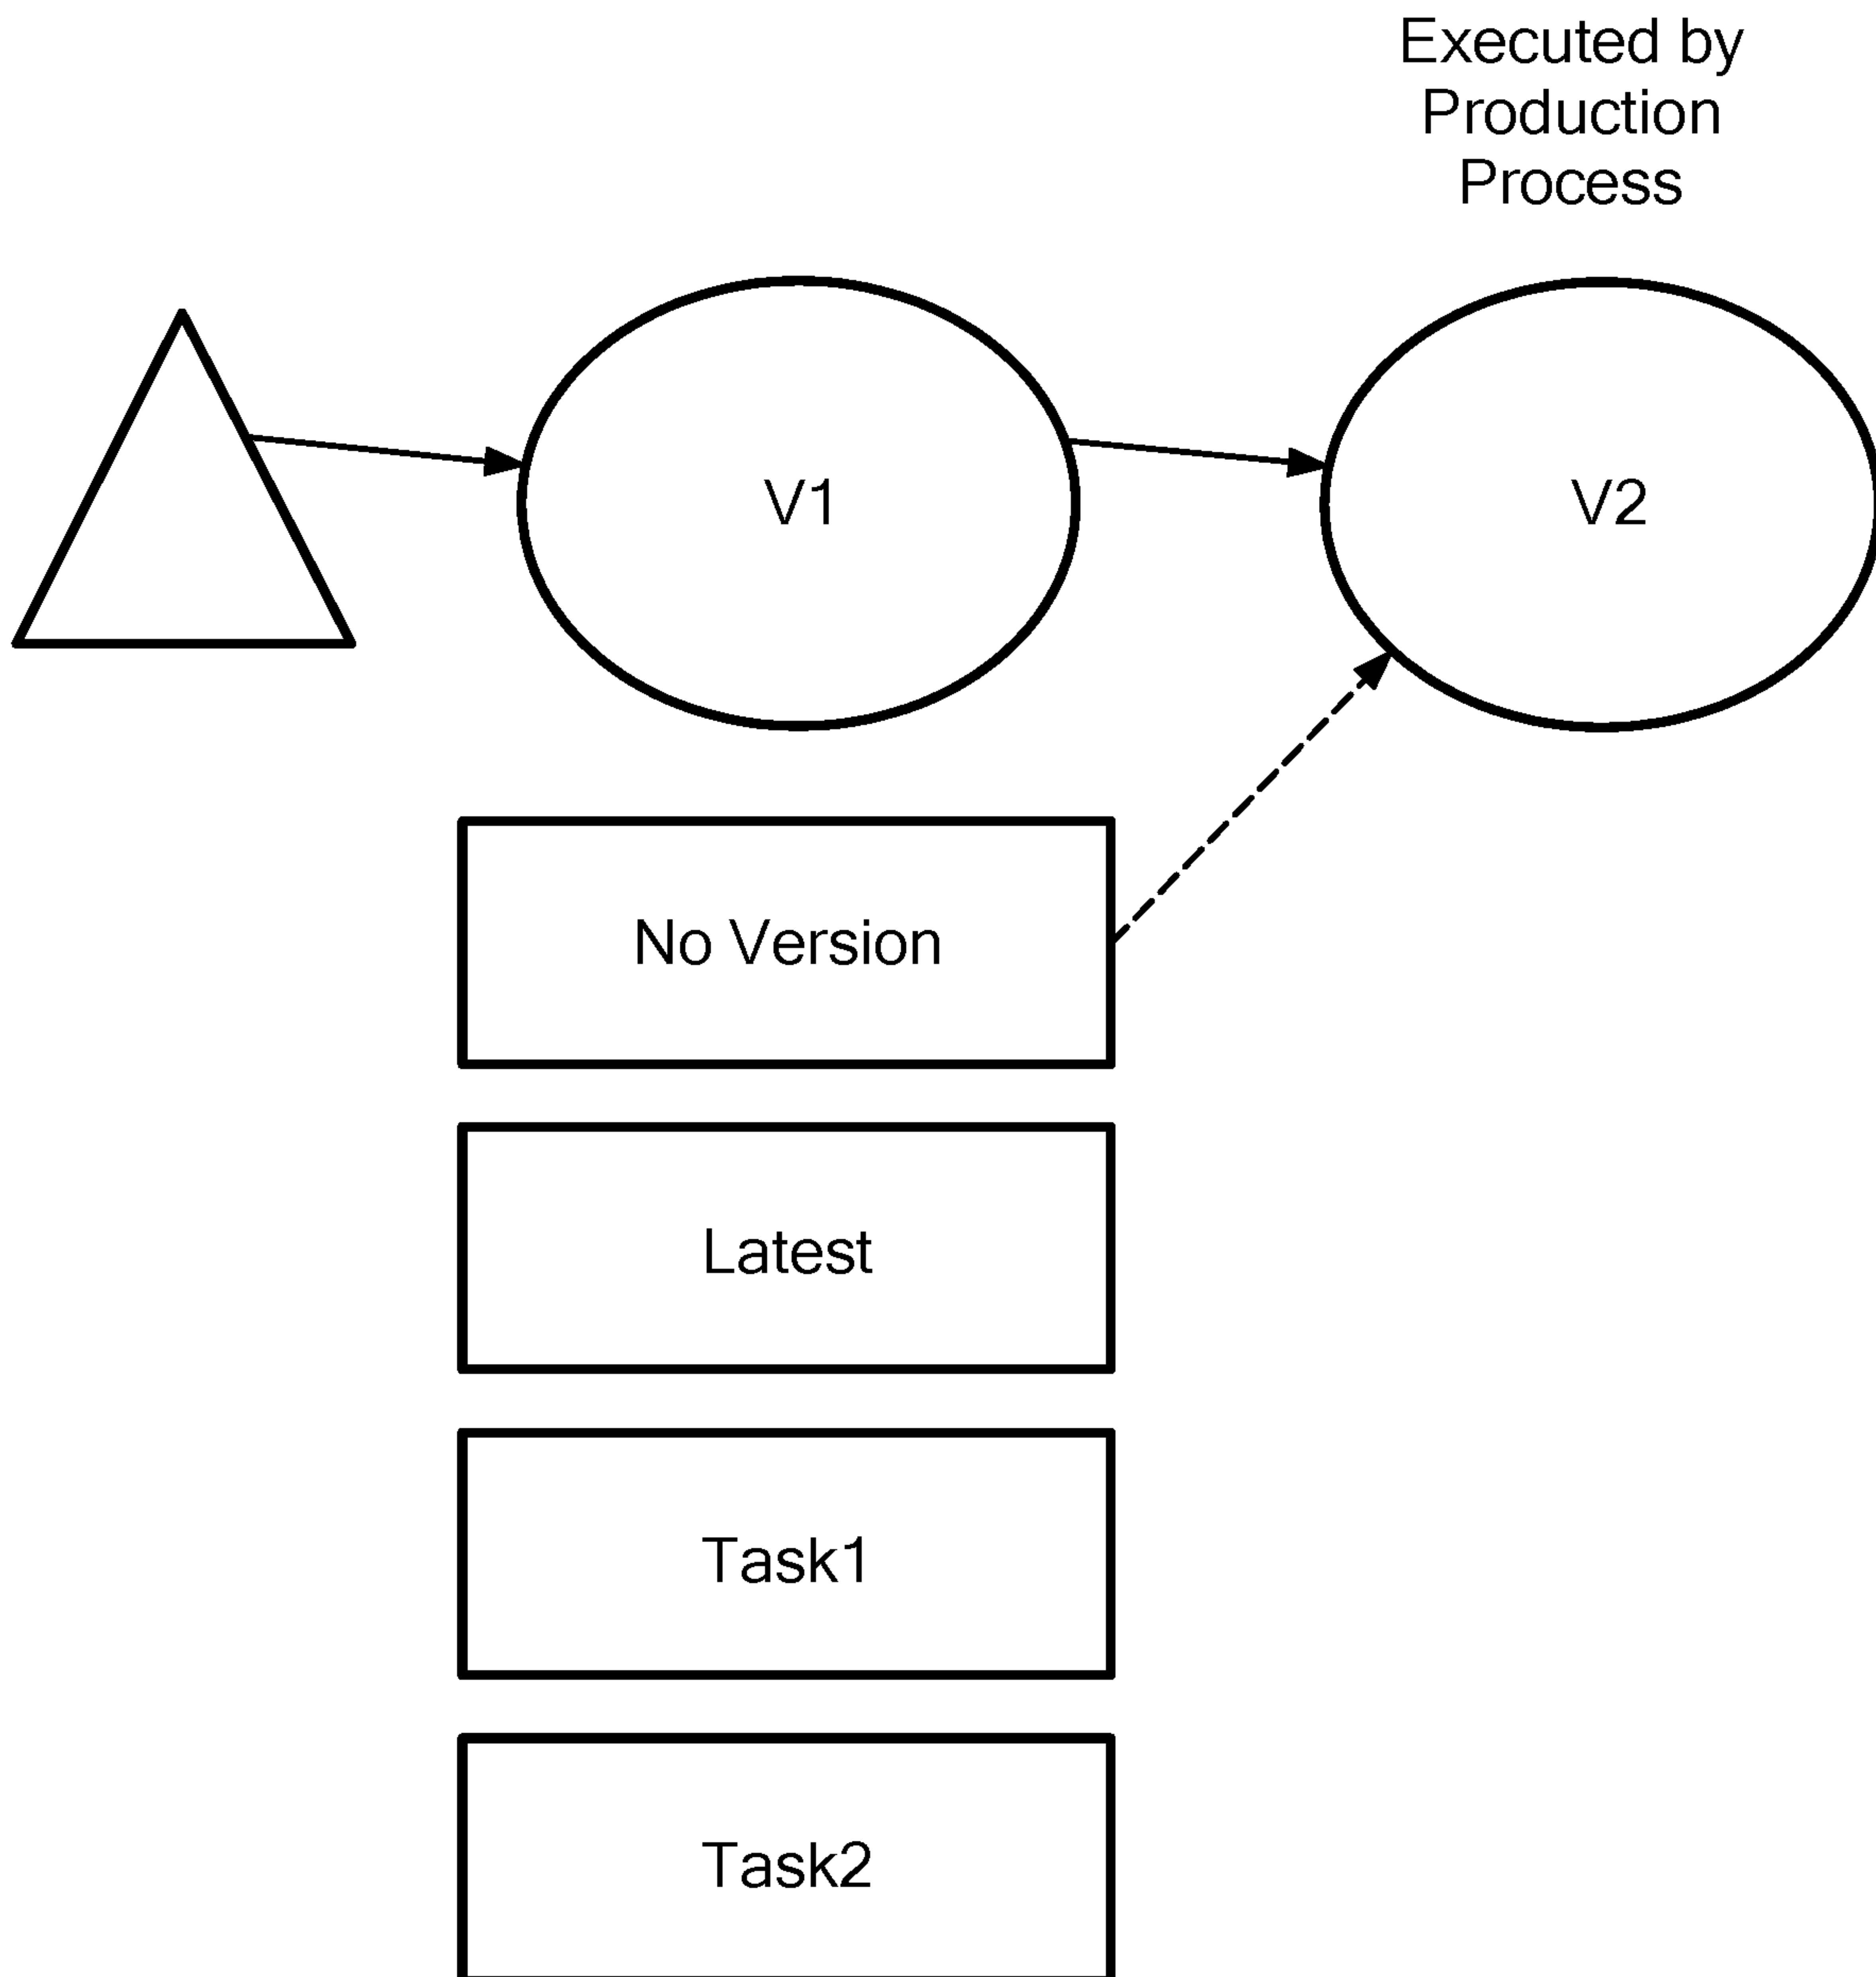 Executed by
Production
Process
V1
V2
No Version
Latest
Task1
Task2